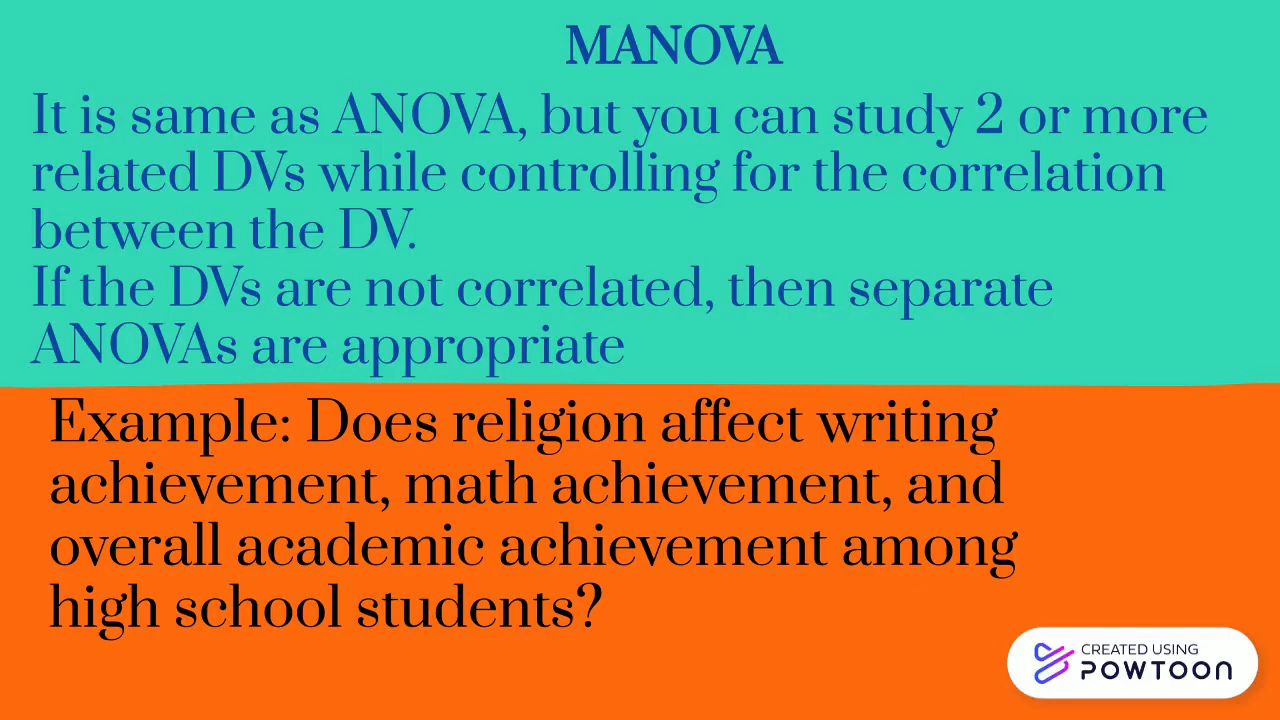 MANOVA
It is same as ANOVA, but you can study 2 or more
related DVs while controlling for the correlation
between the DV.
If the DVs are not correlated, then separate
ANOVAs are appropriate
Example: Does religion affect writing
achievement, math achievement, and
overall academic achievement among
high school students?
CREATED USING
POWTOON